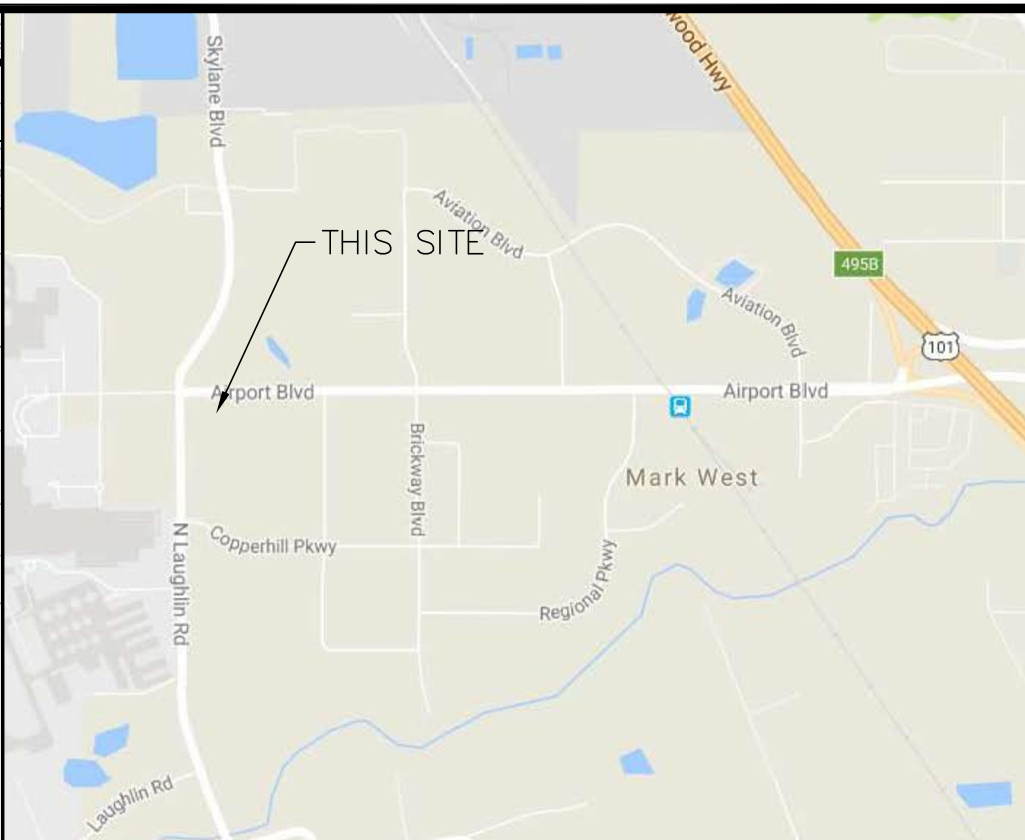 wood Hwy
Skylane Blvd
Aviation Blvd
THIS SITE
495B
Aviation Blvd
101
Airport Blvd
Airport Blvd
Brickway Blvd
Mark West
N Laughlin Rd
Copperhill Pkwy
Regional Pkwy
Laughlin Rd